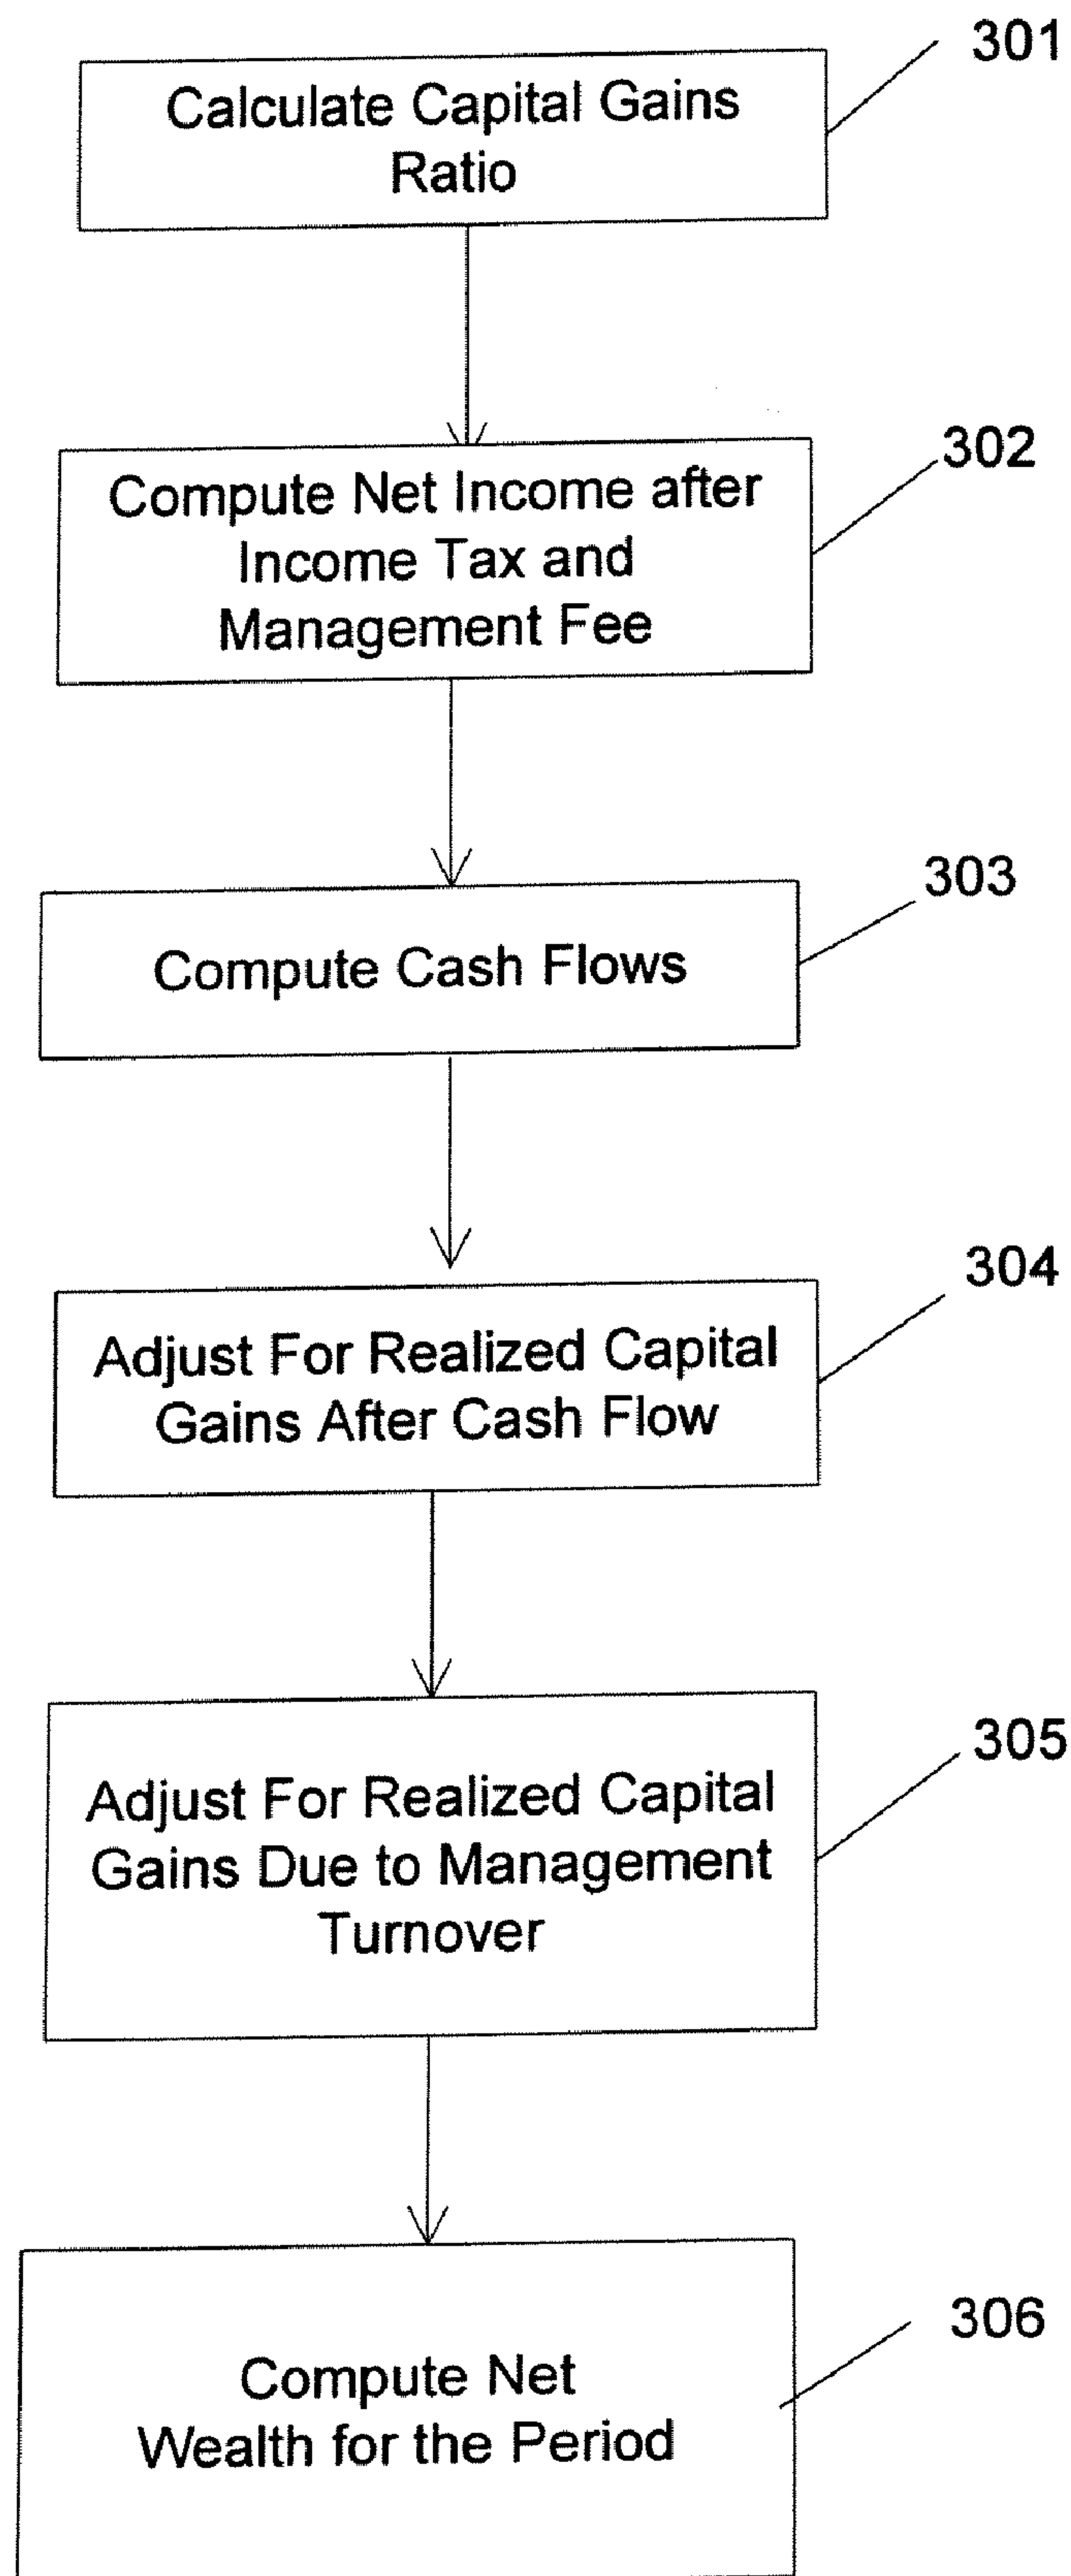 301
Calculate Capital Gains
Ratio
302
Compute Net Income after
Income Tax and
Management Fee
303
Compute Cash Flows
304
Adjust For Realized Capital
Gains After Cash Flow
305
Adjust For Realized Capital
Gains Due to Management
Turnover
306
Compute Net
Wealth for the Period